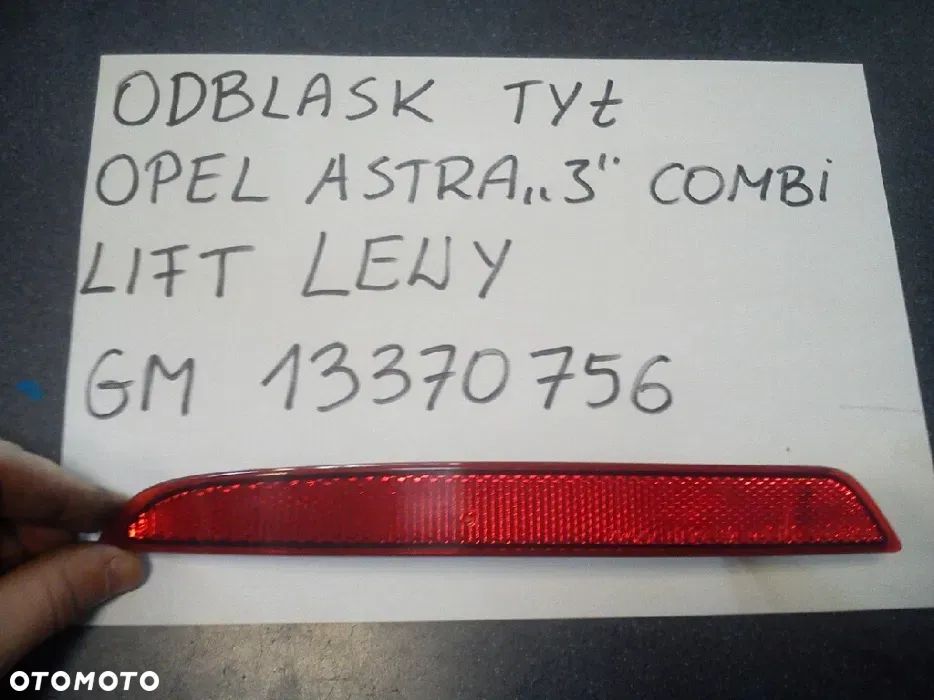 ODBLASK TYŁ
OPEL ASTRA „3" COMBi
LIFT LEWY
GM 13370756
OTOMOTO